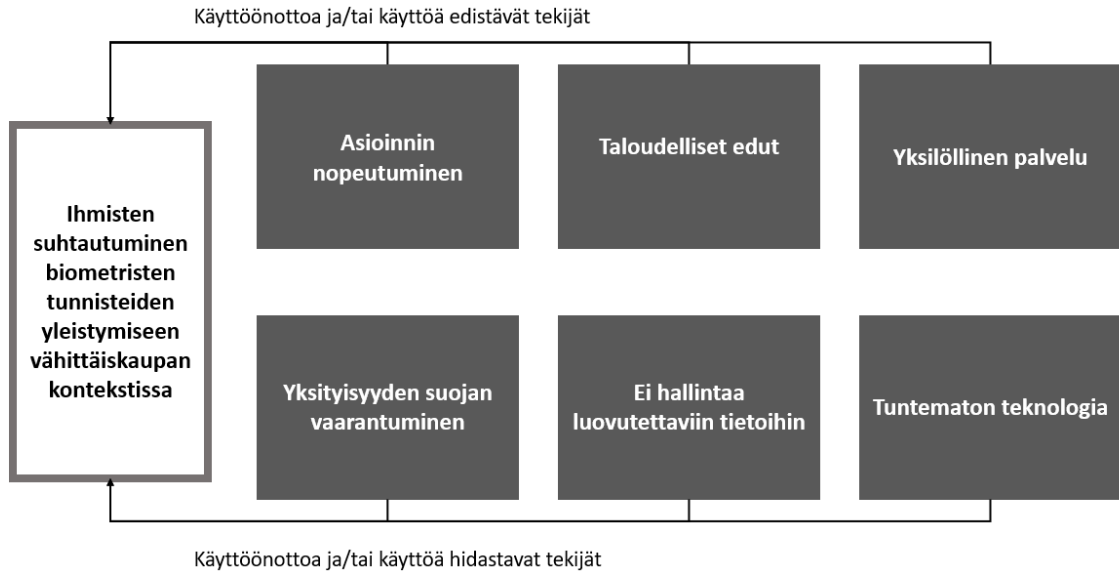 Käyttöönottoa ja/tai käyttöä edistävät tekijät
Ihmisten
suhtautuminen
biometristen
tunnisteiden
yleistymiseen
vähittäiskaupan
kontekstissa
Asioinnin
nopeutuminen
Taloudelliset edut
Yksilöllinen palvelu
Yksityisyyden suojan
vaarantuminen
Ei hallintaa
luovutettaviin tietoihin
Tuntematon teknologia
Käyttöönottoa ja/tai käyttöä hidastavat tekijät